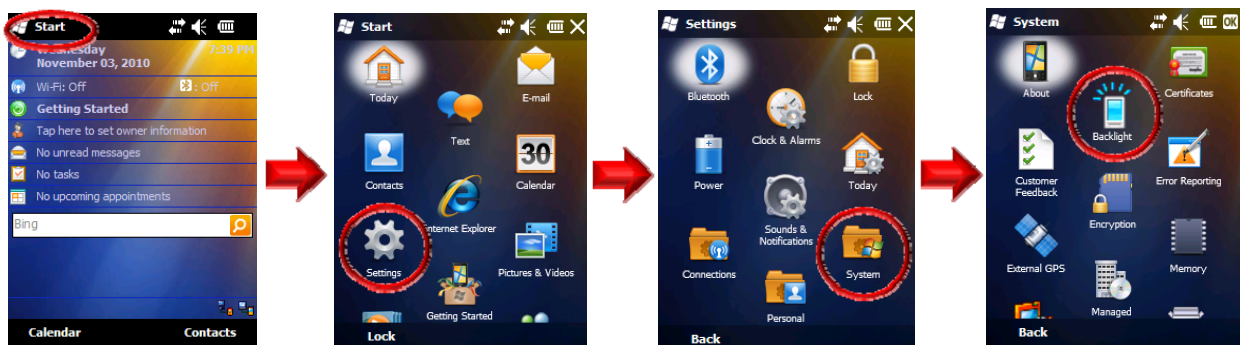 Start
Wednesday 7:39 PM
November 03, 2010
Wi-Fi: Off : Off
Getting Started
Tap here to set owner information
No unread messages
No tasks
No upcoming appointments
Bing
Calendar Contacts
Start
Today
E-mail
Text
Contacts
30
Calendar
Internet Explorer
Settings
Pictures & Videos
Getting Started
Lock
Settings
Bluetooth
Lock
Clock & Alarms
Power
Today
Sounds &
Notifications
Connections
System
Personal
Back
System OK
About
Certificates
Backlight
Customer
Feedback
Error Reporting
Encryption
External GPS
Memory
Managed
Back